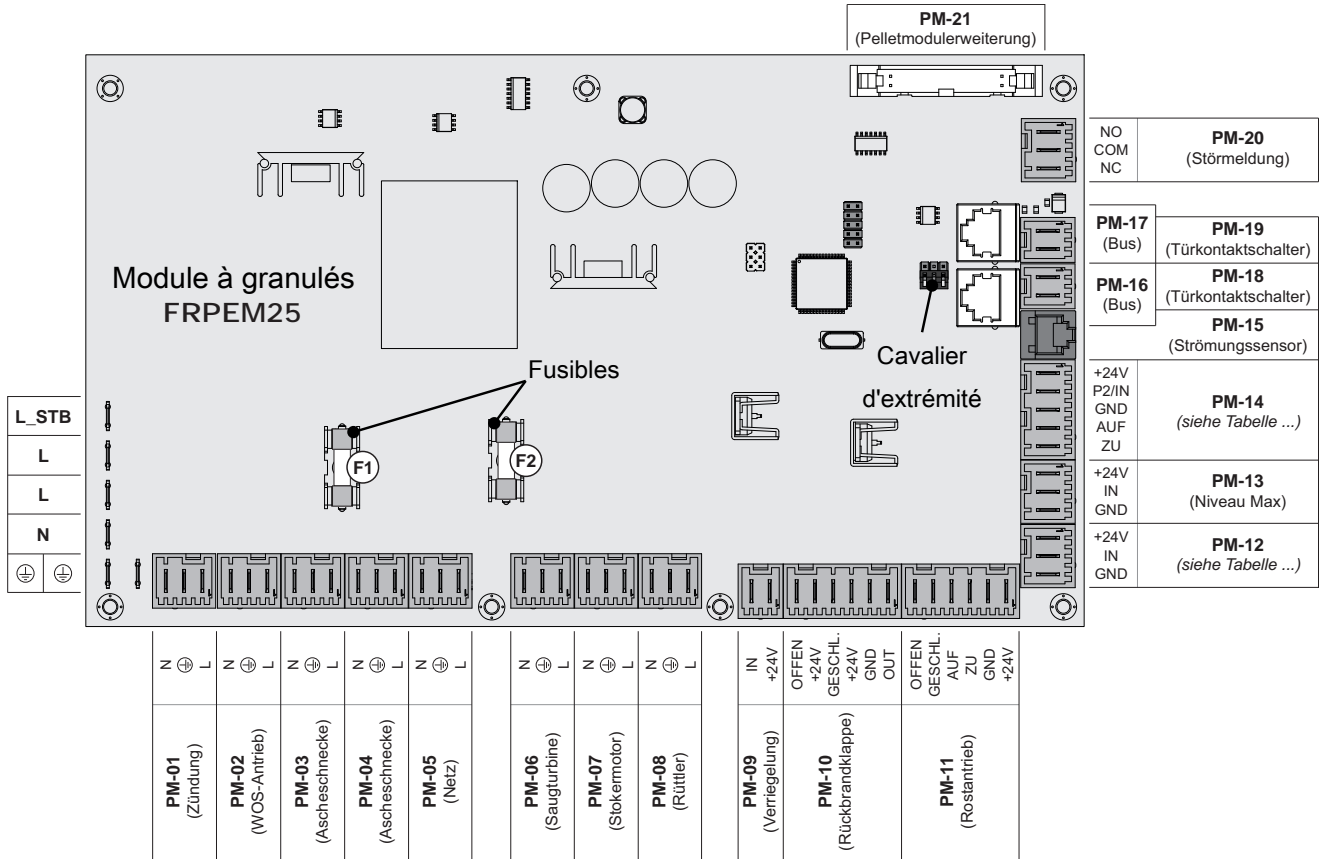 PM-21
(Pelletmodulerweiterung)
NO
COM
NC
PM-20
(Störmeldung)
PM-17
(Bus)
PM-19
(Türkontaktschalter)
PM-16
(Bus)
PM-18
(Türkontaktschalter)
PM-15
(Strömungssensor)
Module à granulés
FRPEM25
Fusibles
Cavalier
d'extrémité
F1
F2
+24V
P2/IN
GND
AUF
ZU
PM-14
(siehe Tabelle ...)
+24V
IN
GND
PM-13
(Niveau Max)
+24V
IN
GND
PM-12
(siehe Tabelle ...)
L_STB
L
L
N
N
L
PM-01
(Zündung)
N
L
PM-02
(WOS-Antrieb)
N
L
PM-03
(Ascheschnecke)
N
L
PM-04
(Ascheschnecke)
N
L
PM-05
(Netz)
N
L
PM-06
(Saugturbine)
N
L
PM-07
(Stokermotor)
N
L
PM-08
(Rüttler)
IN
+24V
PM-09
(Verriegelung)
OFFEN
+24V
GESCHL.
+24V
GND
OUT
PM-10
(Rückbrandklappe)
OFFEN
GESCHL.
AUF
ZU
GND
+24V
PM-11
(Rostantrieb)